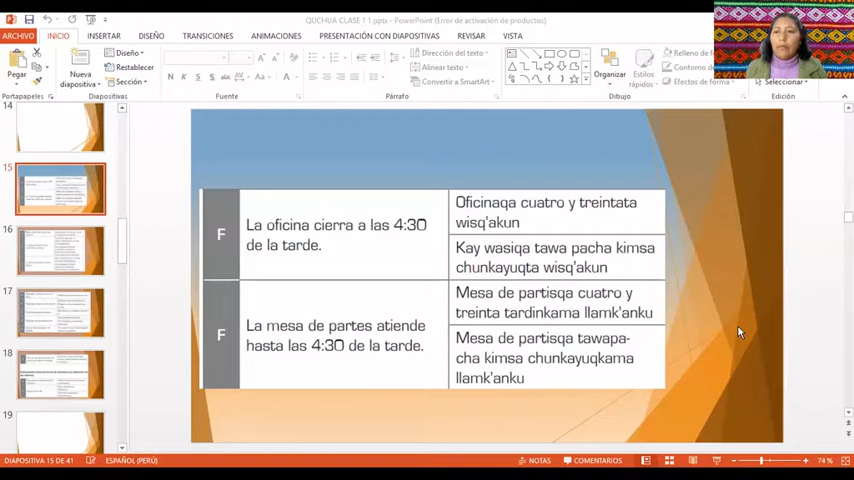 QUCHUA CLASE 1 1.pptx - PowerPoint (Error de activación de productos)
ARCHIVO INICIO INSERTAR DISEÑO TRANSICIONES ANIMACIONES PRESENTACIÓN CON DIAPOSITIVAS REVISAR VISTA
Pegar
Nueva
diapositiva
Diseño
Restablecer
Sección
N K S S abc AV Aa A
Dirección del texto
Alinear texto
Convertir a SmartArt
Organizar
Estilos
rápidos
Relleno de f
Contorno de
Efectos de forma
Seleccionar
Portapapeles Diapositivas Fuente Párrafo Dibujo Edición
14
15
16
17
18
19
F
La oficina cierra a las 4:30
de la tarde.
Oficinaqa cuatro y treintata
wisq'akun
Kay wasiqa tawa pacha kimsa
chunkayuqta wisq'akun
F
La mesa de partes atiende
hasta las 4:30 de la tarde.
Mesa de partisqa cuatro y
treinta tardinkama llamk'anku
Mesa de partisqa tawapa-
cha kimsa chunkayuqkama
llamk'anku
DIAPOSITIVA 15 DE 41 ESPAÑOL (PERÚ) NOTAS COMENTARIOS 74 %